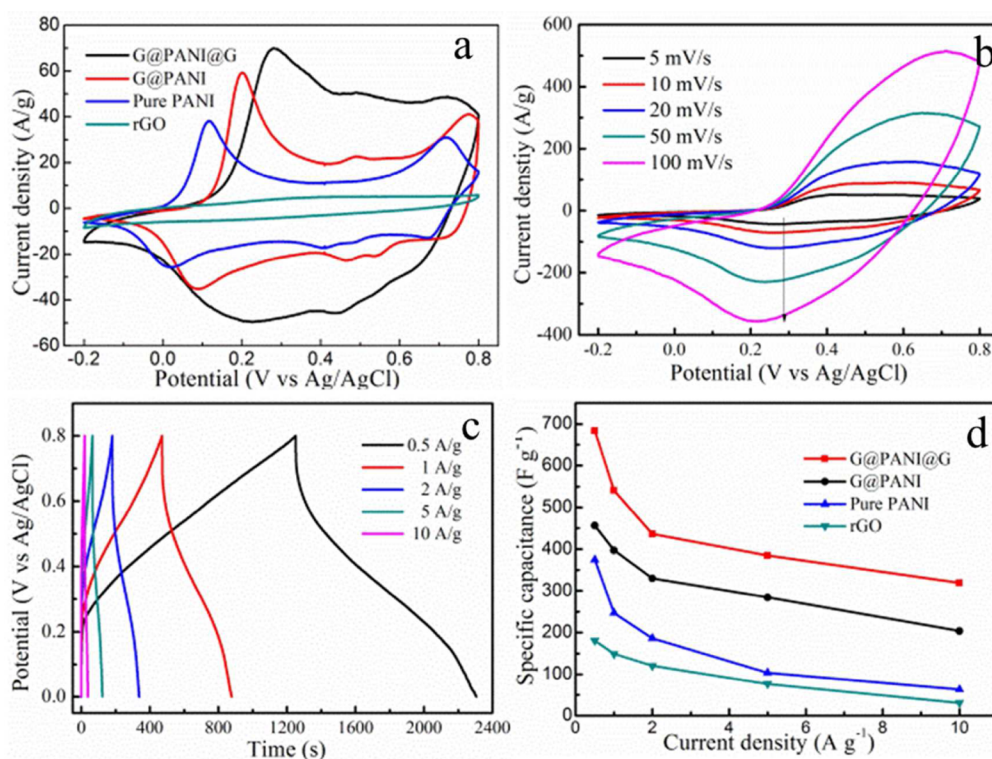 a
G@PANI@G
G@PANI
Pure PANI
rGO
80
60
40
20
0
-20
-40
-60
Current density (A/g)
-0.2 0.0 0.2 0.4 0.6 0.8
Potential (V vs Ag/AgCl)
b
5 mV/s
10 mV/s
20 mV/s
50 mV/s
100 mV/s
600
400
200
0
-200
-400
Current denstiy (A/g)
-0.2 0.0 0.2 0.4 0.6 0.8
Potential (V vs Ag/AgCl)
c
0.5 A/g
1 A/g
2 A/g
5 A/g
10 A/g
0.8
0.6
0.4
0.2
0.0
Potential (V vs Ag/AgCl)
0 400 800 1200 1600 2000 2300
Time (s)
d
G@PANI@G
G@PANI
Pure PANI
rGO
700
600
500
400
300
200
100
0
Specific capacitance (F g⁻¹)
0 2 4 6 8 10
Current density (A g⁻¹)